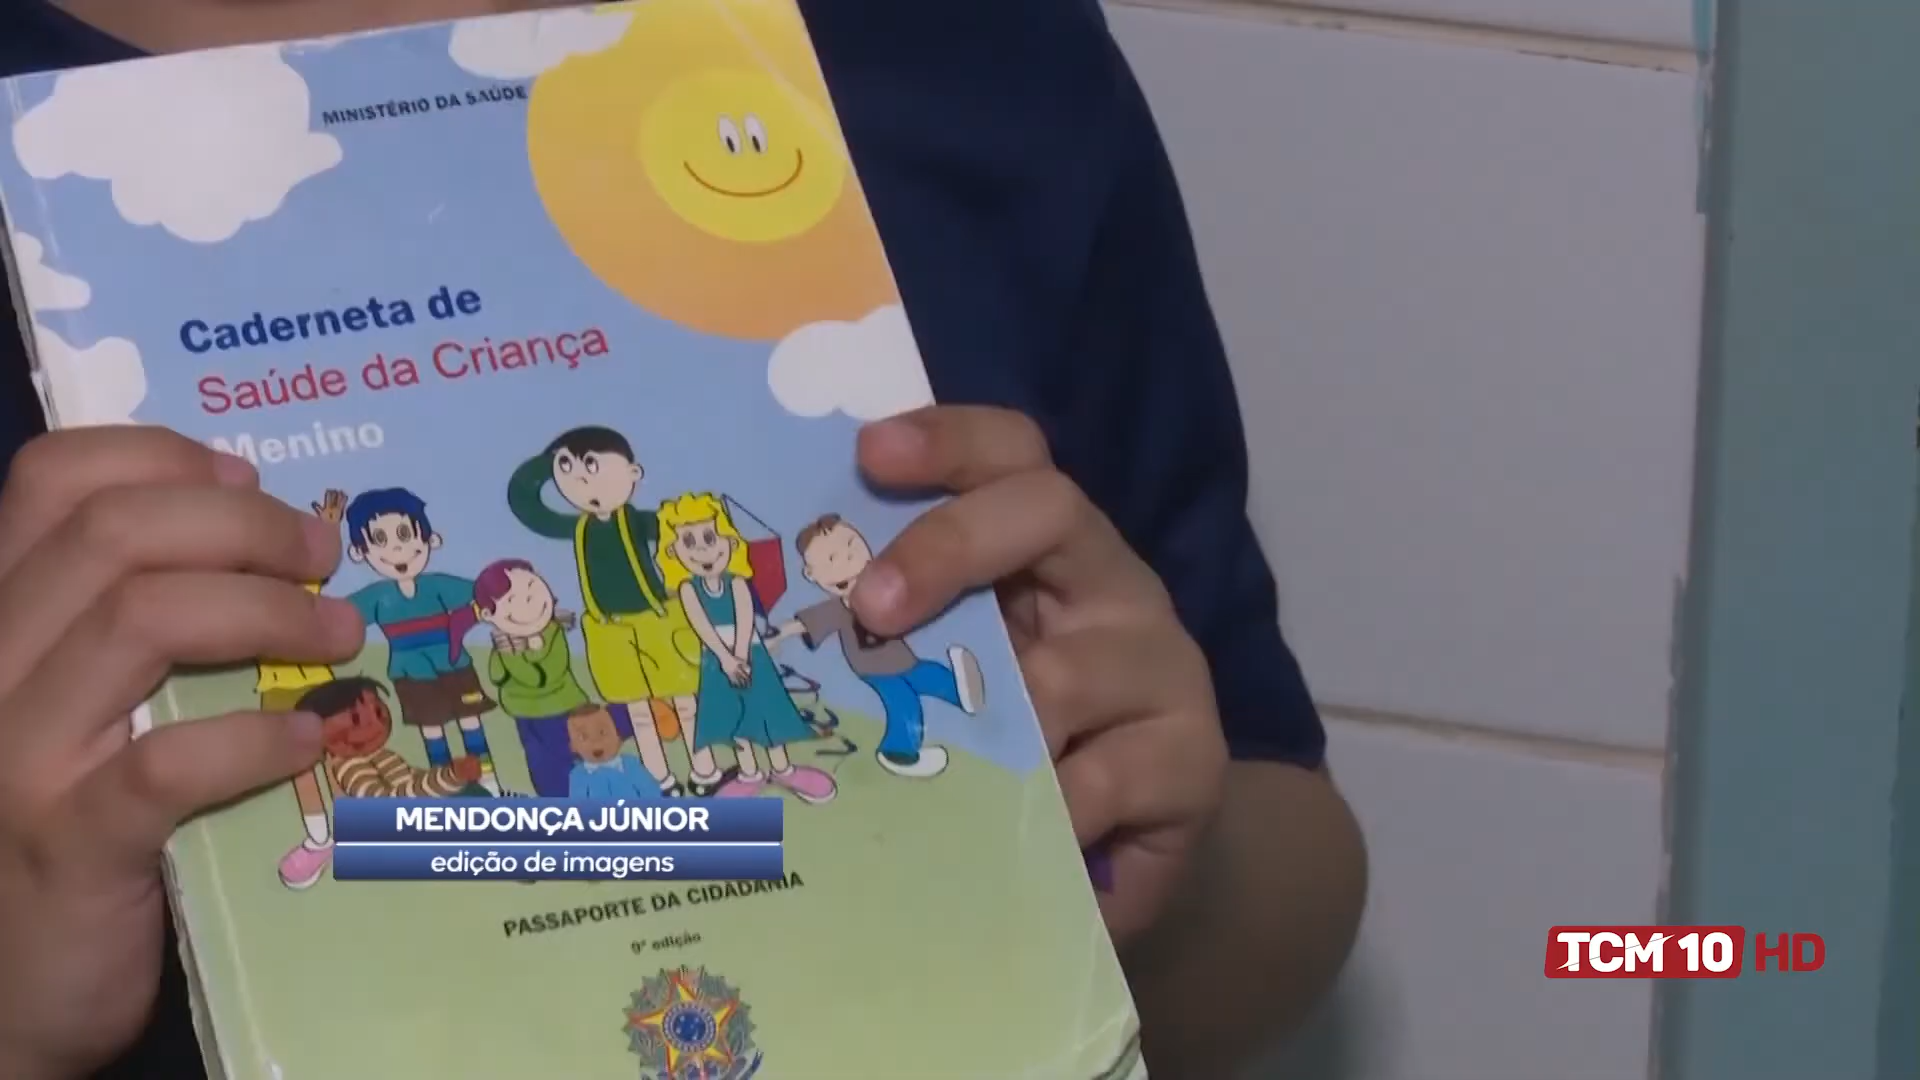 MINISTÉRIO DA SAÚDE
Caderneta de
Saúde da Criança
Menino
MENDONÇA JÚNIOR
edição de imagens
PASSAPORTE DA CIDADANIA
9ª edição
TCM 10 HD